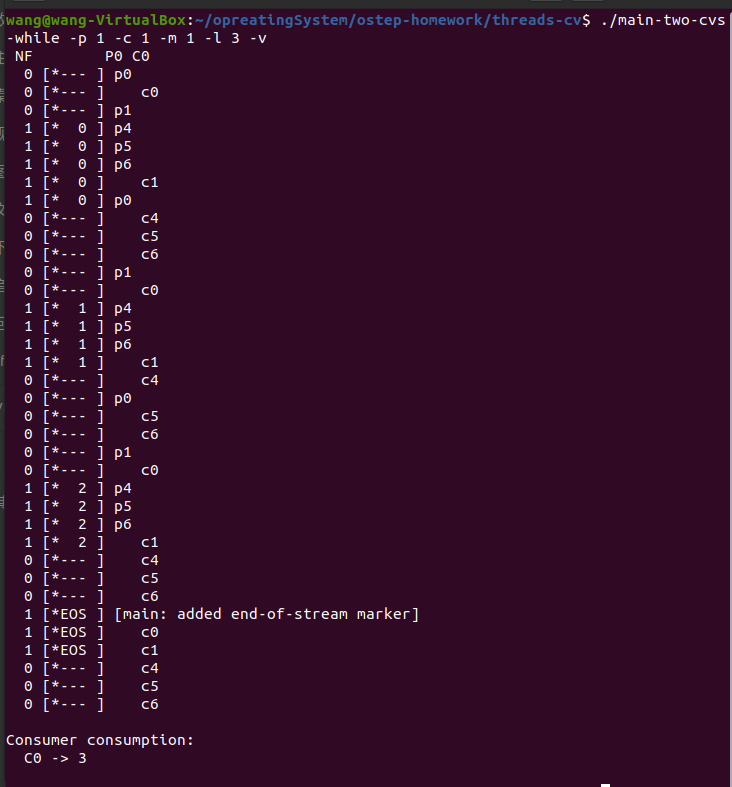 wang@wang-VirtualBox:~/opreatingSystem/ostep-homework/threads-cv$ ./main-two-cvs
-while -p 1 -c 1 -m 1 -l 3 -v
 NF        P0 C0
  0 [*--- ] p0
  0 [*--- ]    c0
  0 [*--- ] p1
  1 [*  0 ] p4
  1 [*  0 ] p5
  1 [*  0 ] p6
  1 [*  0 ]    c1
  1 [*  0 ] p0
  0 [*--- ]    c4
  0 [*--- ]    c5
  0 [*--- ]    c6
  0 [*--- ] p1
  0 [*--- ]    c0
  1 [*  1 ] p4
  1 [*  1 ] p5
  1 [*  1 ] p6
  1 [*  1 ]    c1
  0 [*--- ]    c4
  0 [*--- ] p0
  0 [*--- ]    c5
  0 [*--- ]    c6
  0 [*--- ] p1
  0 [*--- ]    c0
  1 [*  2 ] p4
  1 [*  2 ] p5
  1 [*  2 ] p6
  1 [*  2 ]    c1
  0 [*--- ]    c4
  0 [*--- ]    c5
  0 [*--- ]    c6
  1 [*EOS ] [main: added end-of-stream marker]
  1 [*EOS ]    c0
  1 [*EOS ]    c1
  0 [*--- ]    c4
  0 [*--- ]    c5
  0 [*--- ]    c6

Consumer consumption:
  C0 -> 3